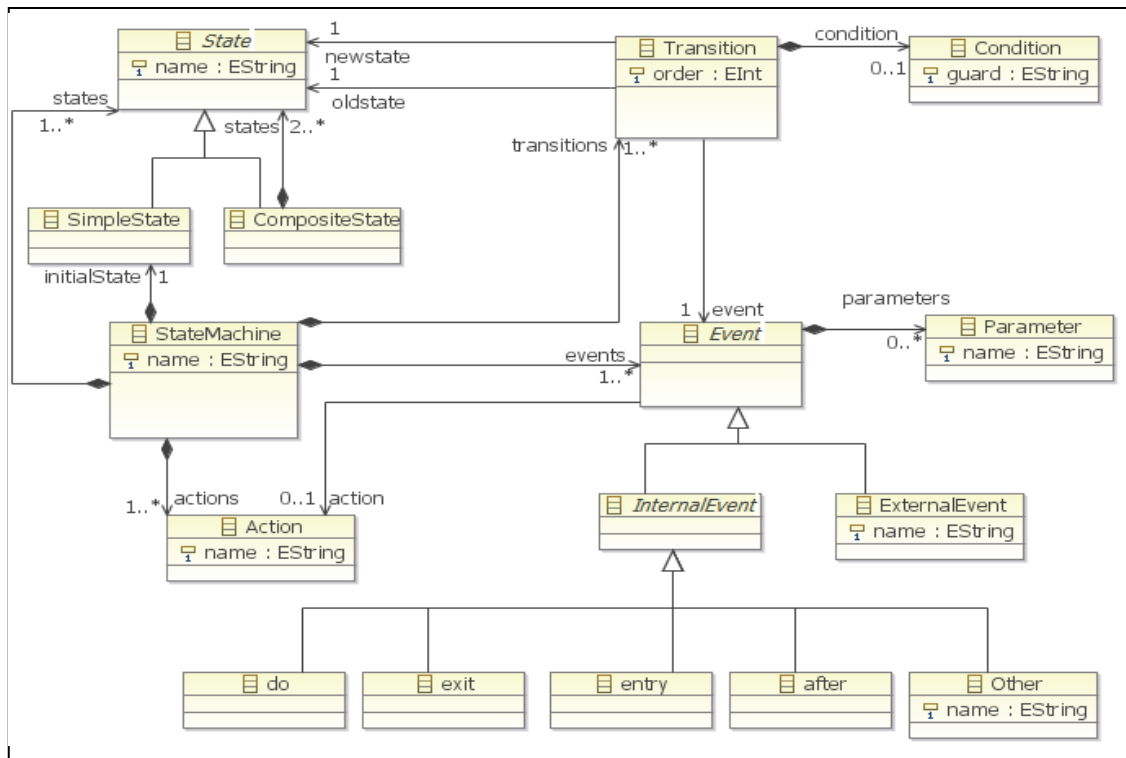 State
name : EString
1
newstate
1
oldstate
Transition
order : EInt
condition
0..1
Condition
guard : EString
states
1..*
states
2..*
transitions
1..*
SimpleState
CompositeState
initialState
1
StateMachine
name : EString
events
1..*
1 event
Event
parameters
0..*
Parameter
name : EString
1..*
actions
0..1
action
Action
name : EString
InternalEvent
ExternalEvent
name : EString
do
exit
entry
after
Other
name : EString